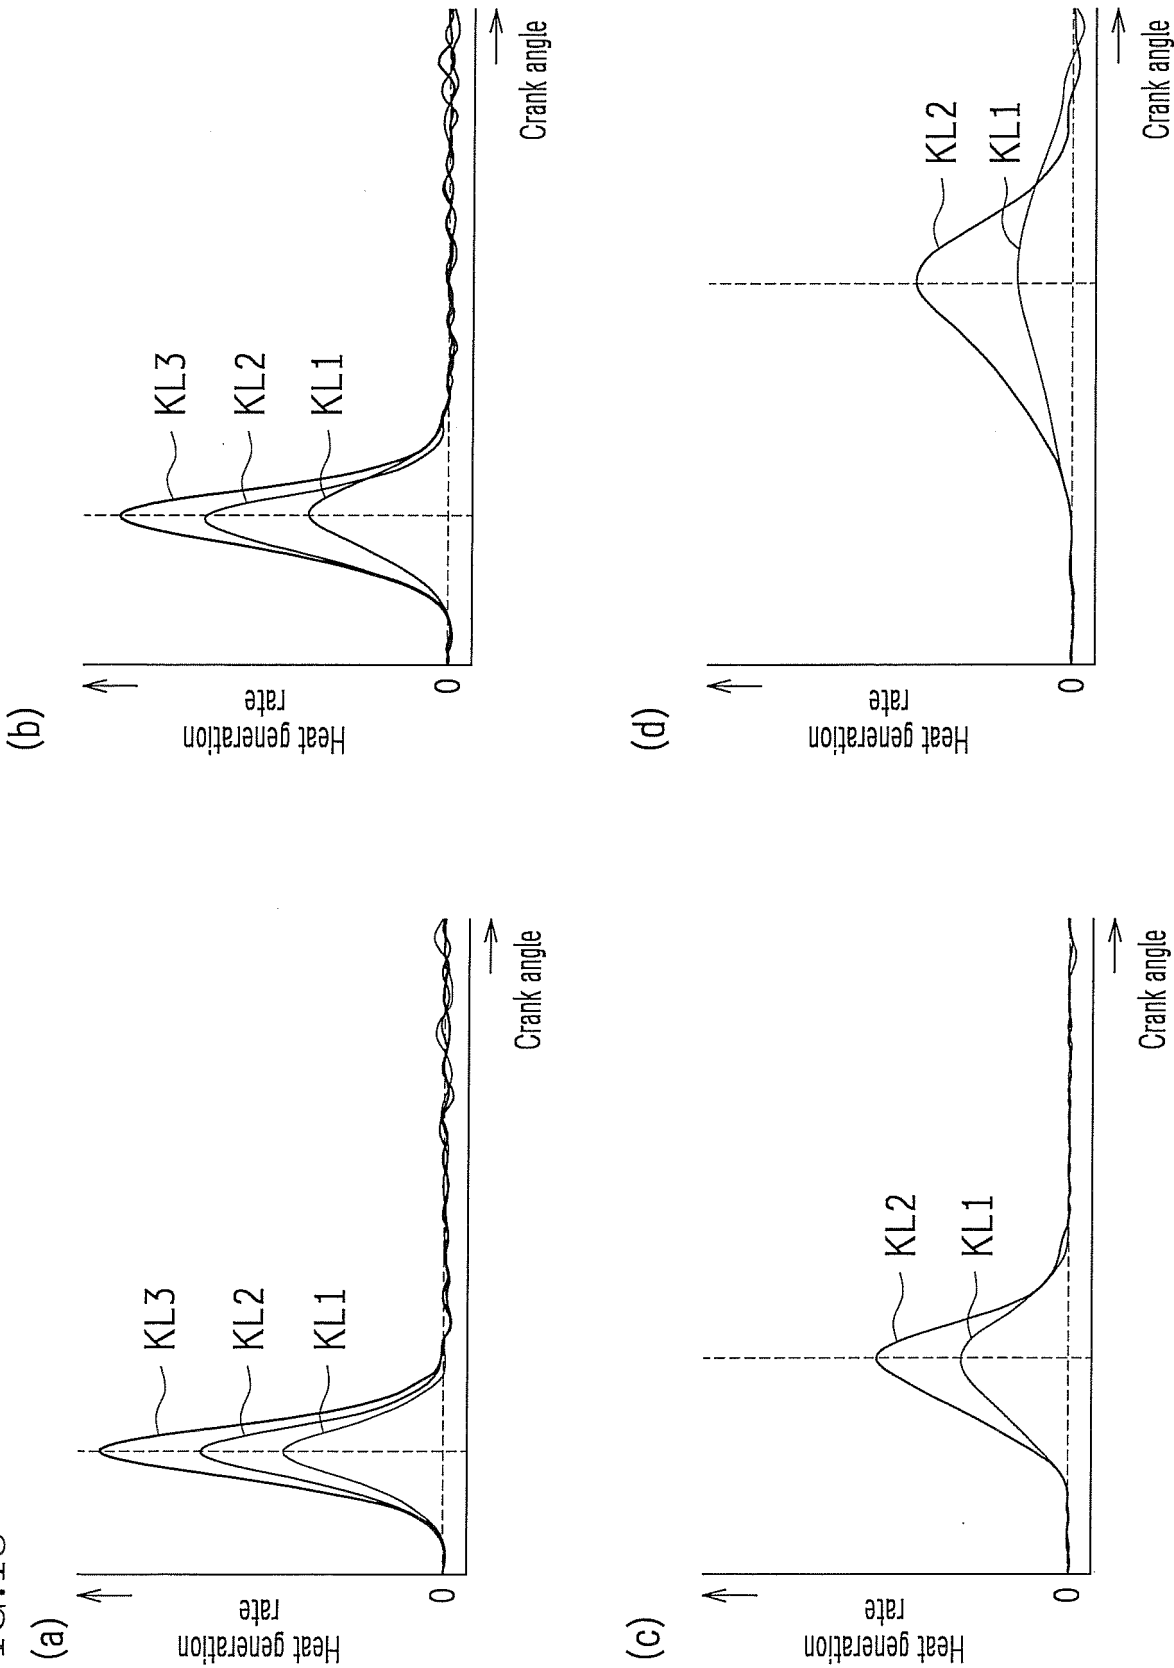 (a)
Heat generation
rate
KL3
KL2
KL1
0
Crank angle
(b)
Heat generation
rate
KL3
KL2
KL1
0
Crank angle
(c)
Heat generation
rate
KL2
KL1
0
Crank angle
(d)
Heat generation
rate
KL2
KL1
0
Crank angle